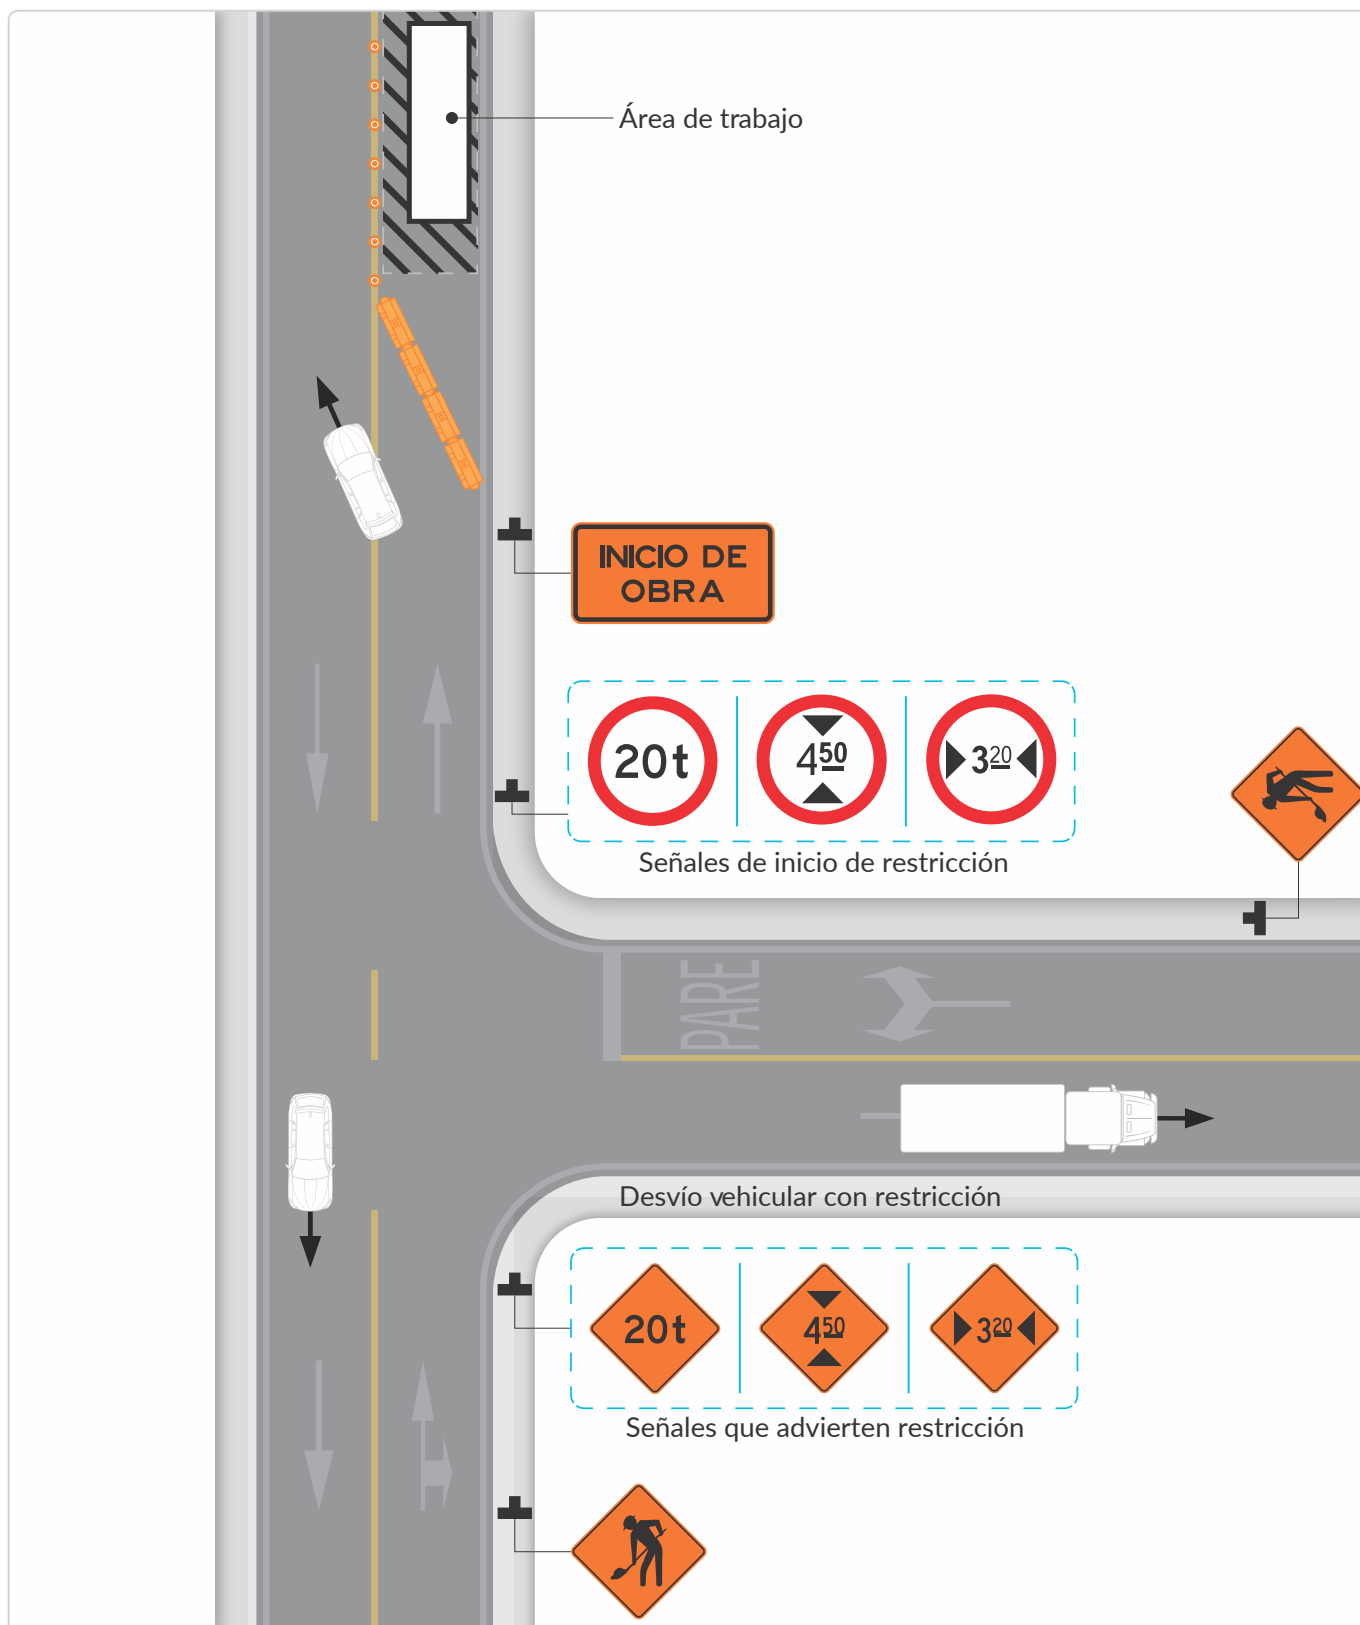 Área de trabajo
INICIO DE
OBRA
20t
450
320
Señales de inicio de restricción
PARE
Desvío vehicular con restricción
20t
450
320
Señales que advierten restricción